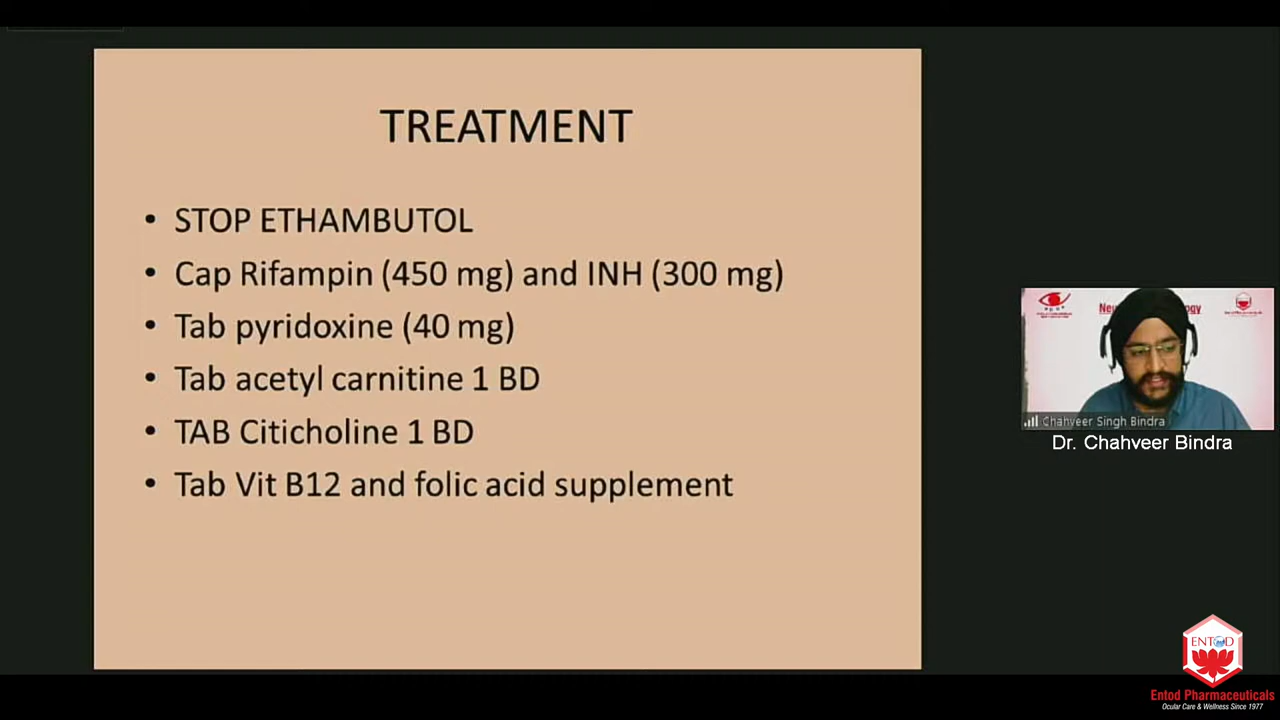 TREATMENT
• STOP ETHAMBUTOL
• Cap Rifampin (450 mg) and INH (300 mg)
• Tab pyridoxine (40 mg)
• Tab acetyl carnitine 1 BD
• TAB Citicholine 1 BD
• Tab Vit B12 and folic acid supplement
Chahveer Singh Bindra
Dr. Chahveer Bindra
ENTOD
Entod Pharmaceuticals
Ocular Care & Wellness Since 1977